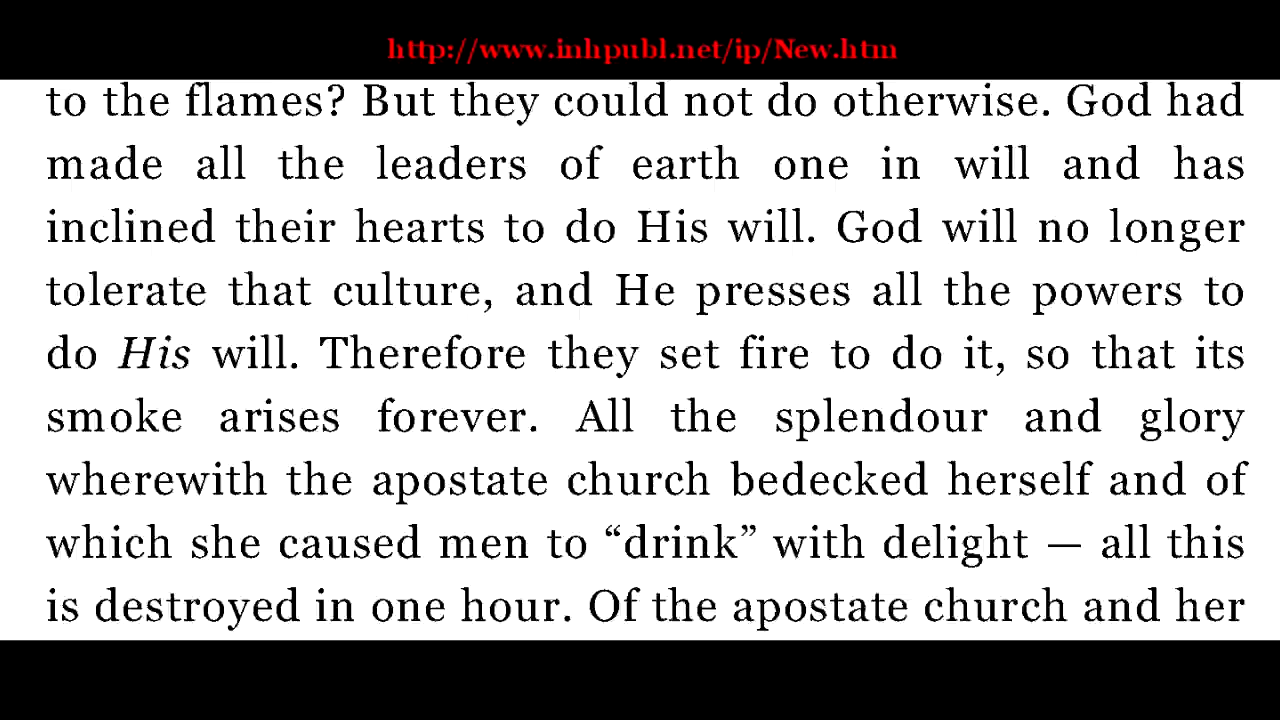 http://www.inhpubl.net/ip/New.htm
to the flames? But they could not do otherwise. God had
made all the leaders of earth one in will and has
inclined their hearts to do His will. God will no longer
tolerate that culture, and He presses all the powers to
do His will. Therefore they set fire to do it, so that its
smoke arises forever. All the splendour and glory
wherewith the apostate church bedecked herself and of
which she caused men to “drink” with delight — all this
is destroyed in one hour. Of the apostate church and her